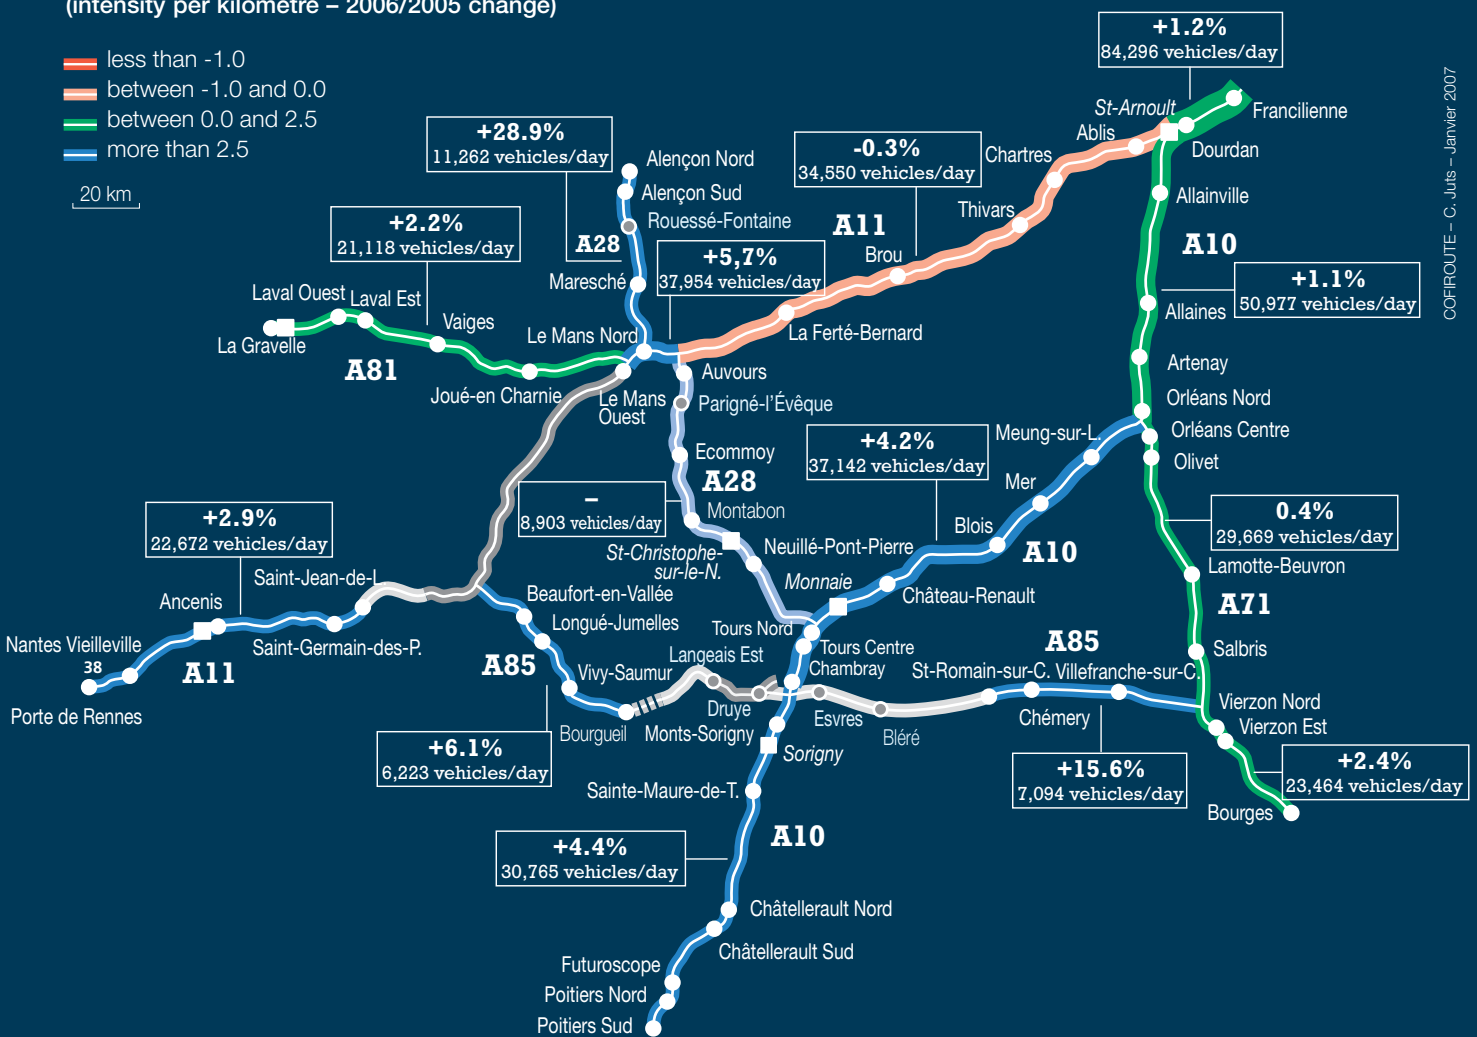 (intensity per kilometre – 2006/2005 change)
less than -1.0
between -1.0 and 0.0
between 0.0 and 2.5
more than 2.5
20 km
+1.2%
84,296 vehicles/day
St-Arnoult
Francilienne
Ablis
Dourdan
COFIROUTE – C. Juts – Janvier 2007
+28.9%
11,262 vehicles/day
Alençon Nord
Alençon Sud
Rouessé-Fontaine
A28
Maresché
-0.3%
34,550 vehicles/day
Chartres
Thivars
A11
Brou
Allainville
A10
+2.2%
21,118 vehicles/day
+5,7%
37,954 vehicles/day
+1.1%
50,977 vehicles/day
Allaines
Laval Ouest
Laval Est
Vaiges
La Gravelle
A81
Joué-en Charnie
Le Mans Nord
Le Mans
Ouest
La Ferté-Bernard
Auvours
Parigné-l'Évêque
Artenay
Orléans Nord
Orléans Centre
Olivet
Meung-sur-L.
+4.2%
37,142 vehicles/day
Ecommoy
A28
Mer
–
8,903 vehicles/day
Montabon
Blois
A10
0.4%
29,669 vehicles/day
+2.9%
22,672 vehicles/day
St-Christophe-
sur-le-N.
Neuillé-Pont-Pierre
Monnaie
Château-Renault
Lamotte-Beuvron
A71
Saint-Jean-de-L
Ancenis
Beaufort-en-Vallée
Longué-Jumelles
Nantes Vieilleville
38
Saint-Germain-des-P.
A11
Porte de Rennes
A85
Vivy-Saumur
Tours Nord
Langeais Est
Tours Centre
Chambray
A85
St-Romain-sur-C.
Villefranche-sur-C.
Salbris
Bourgueil
Druye
Monts-Sorigny
Esvres
Bléré
Chémery
Vierzon Nord
Vierzon Est
+6.1%
6,223 vehicles/day
Sorigny
+15.6%
7,094 vehicles/day
+2.4%
23,464 vehicles/day
Bourges
Sainte-Maure-de-T.
A10
+4.4%
30,765 vehicles/day
Châtellerault Nord
Châtellerault Sud
Futuroscope
Poitiers Nord
Poitiers Sud